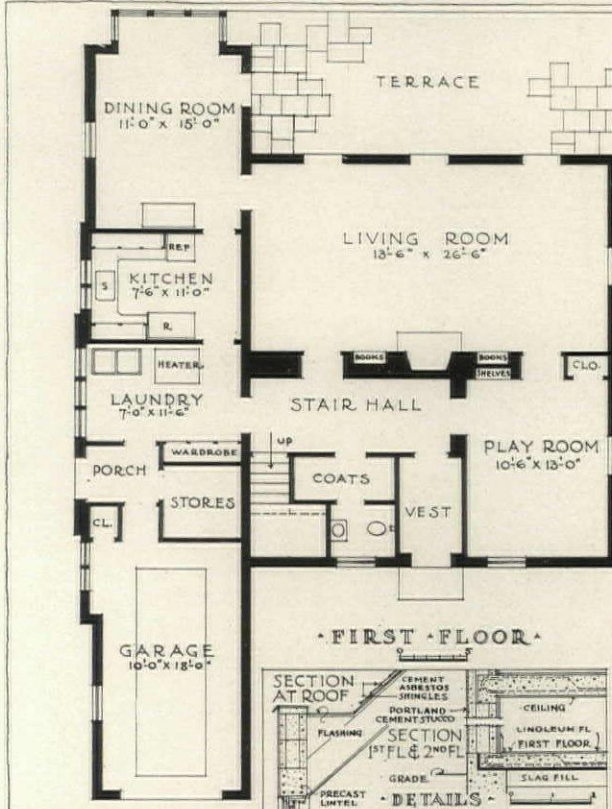 TERRACE
DINING ROOM
11'-0" x 15'-0"
LIVING ROOM
13'-6" x 26'-6"
REF
KITCHEN
7'-6" x 11'-0"
S
R.
HEATER
LAUNDRY
7'-0" x 11'-6"
BOOKS
BOOKS
SHELVES
CLO.
STAIR HALL
UP
WARDROBE
PORCH
STORES
COATS
VEST
PLAY ROOM
10'-6" x 13'-0"
CL.
GARAGE
10'-0" x 18'-0"
• FIRST • FLOOR •
0 5
SECTION
AT ROOF
CEMENT
ASBESTOS
SHINGLES
FLASHING
PORTLAND
CEMENT STUCCO
SECTION
1ST FL & 2ND FL
CEILING
LINOLEUM FL
FIRST FLOOR
GRADE
SLAG FILL
PRECAST
LINTEL
• DETAILS